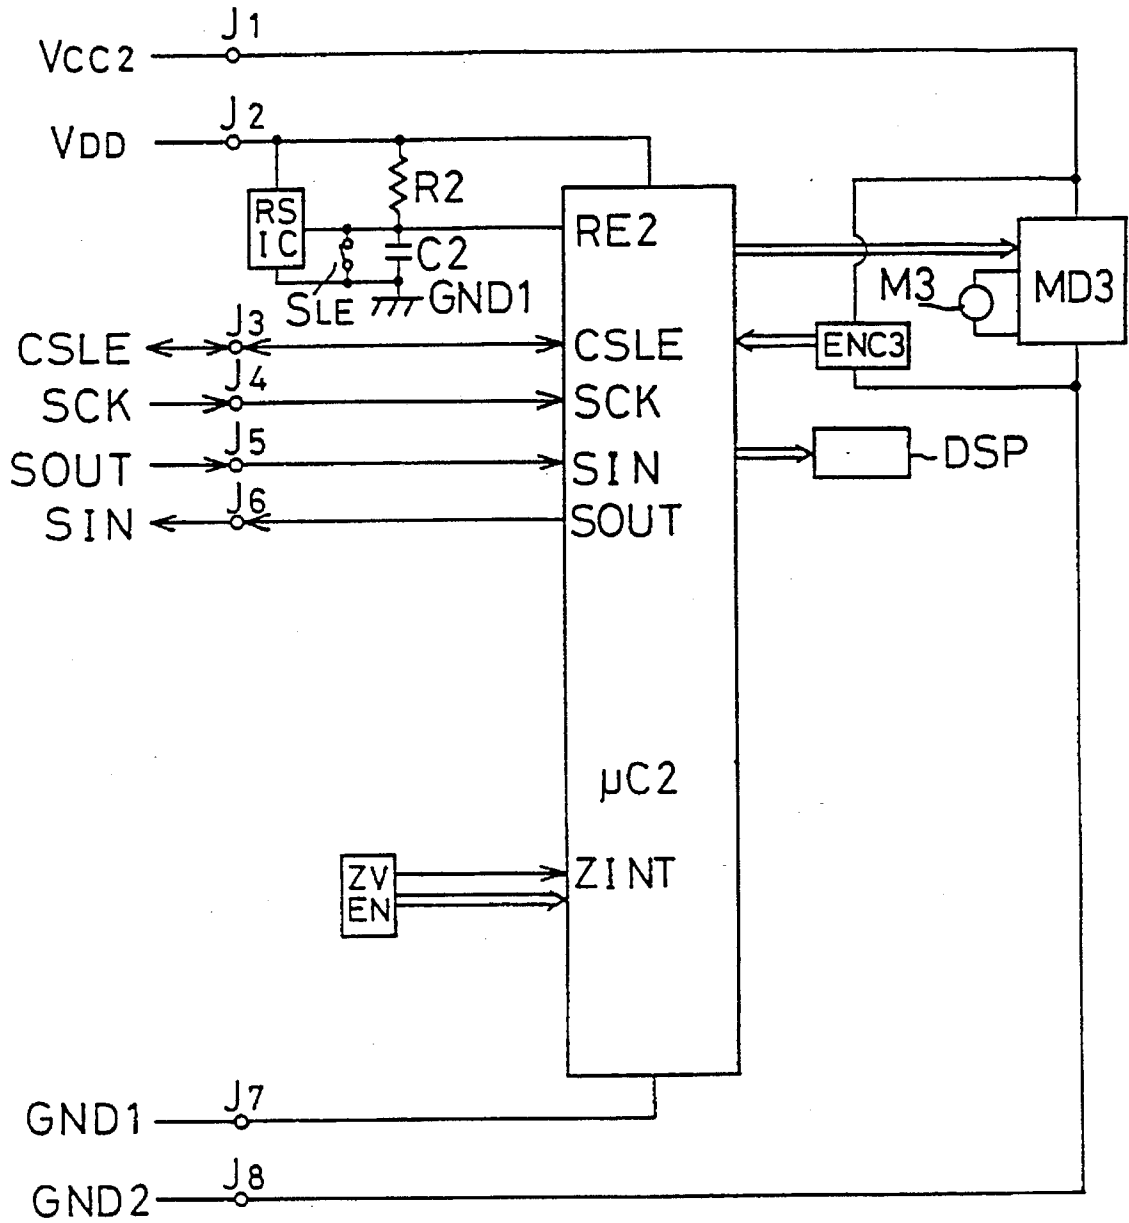 J1
VCC2
J2
VDD
R2
RS
IC
RE2
C2
SLE
GND1
M3
MD3
J3
CSLE
CSLE
ENC3
J4
SCK
SCK
J5
SOUT
SIN
DSP
J6
SIN
SOUT
µC2
ZV
EN
ZINT
J7
GND1
J8
GND2